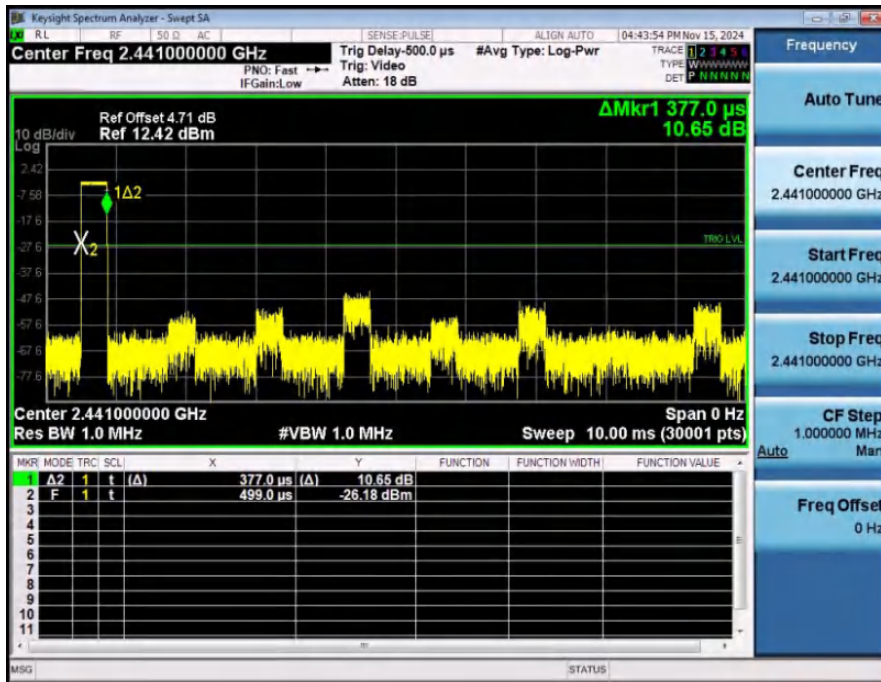 Keysight Spectrum Analyzer - Swept SA
LXI RL RF 50 Ω AC SENSE:PULSE ALIGN AUTO 04:43:54 PM Nov 15, 2024
Center Freq 2.441000000 GHz
PNO: Fast
IFGain:Low
Trig Delay-500.0 µs
Trig: Video
Atten: 18 dB
#Avg Type: Log-Pwr
TRACE 1 2 3 4 5 6
TYPE W W W W W W
DET P N N N N N
ΔMkr1 377.0 µs
10.65 dB
Ref Offset 4.71 dB
10 dB/div Ref 12.42 dBm
Log
2.42
-7.58
1Δ2
-17.6
X2
-27.6
TRIG LVL
-37.6
-47.6
-57.6
-67.6
-77.6
Center 2.441000000 GHz Span 0 Hz
Res BW 1.0 MHz #VBW 1.0 MHz Sweep 10.00 ms (30001 pts)
MKR MODE TRC SCL X Y FUNCTION FUNCTION WIDTH FUNCTION VALUE
1 Δ2 1 t (Δ) 377.0 µs (Δ) 10.65 dB
2 F 1 t 499.0 µs -26.18 dBm
3
4
5
6
7
8
9
10
11
MSG STATUS
Frequency
Auto Tune
Center Freq
2.441000000 GHz
Start Freq
2.441000000 GHz
Stop Freq
2.441000000 GHz
CF Step
1.000000 MHz
Auto Man
Freq Offset
0 Hz